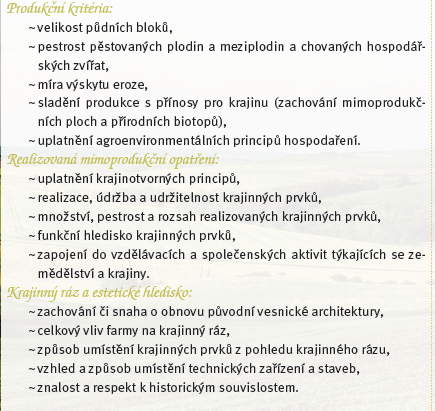 Produkční kritéria:
~ velikost půdních bloků,
~ pestrost pěstovaných plodin a meziplodin a chovaných hospodář-
ských zvířat,
~ míra výskytu eroze,
~ sladění produkce s přínosy pro krajinu (zachování mimoprodukč-
ních ploch a přírodních biotopů),
~ uplatnění agroenvironmentálních principů hospodaření.
Realizovaná mimoprodukční opatření:
~ uplatnění krajinotvorných principů,
~ realizace, údržba a udržitelnost krajinných prvků,
~ množství, pestrost a rozsah realizovaných krajinných prvků,
~ funkční hledisko krajinných prvků,
~ zapojení do vzdělávacích a společenských aktivit týkajících se ze-
mědělství a krajiny.
Krajinný ráz a estetické hledisko:
~ zachování či snaha o obnovu původní vesnické architektury,
~ celkový vliv farmy na krajinný ráz,
~ způsob umístění krajinných prvků z pohledu krajinného rázu,
~ vzhled a způsob umístění technických zařízení a staveb,
~ znalost a respekt k historickým souvislostem.